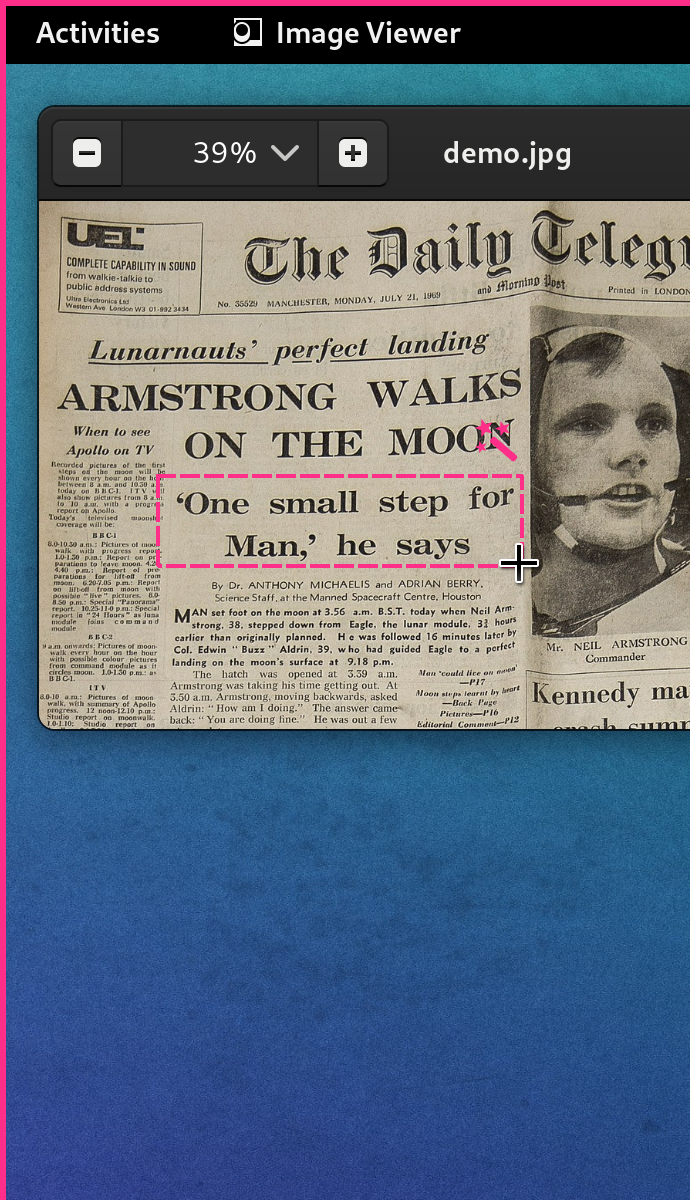 Activities
Image Viewer
39%
demo.jpg
UEL
COMPLETE CAPABILITY IN SOUND
from walkie-talkie to
public address systems
Ultra Electronics Ltd
Western Ave London W3 01-992 3434
The Daily Telegr
and Morning Post
No. 35529 MANCHESTER, MONDAY, JULY 21, 1969
Printed in LONDON
Lunarnauts' perfect landing
ARMSTRONG WALKS
ON THE MOON
‘One small step for
Man,’ he says
When to see
Apollo on TV
Recorded pictures of the first
steps on the moon will be
shown every hour on the
between 8 a.m. and 10.30 a.m.
today on BBC-1. ITV will
also show pictures from 8 a.m.
to 10 a.m. with a progress
report on Apollo.
Today's televised moonshot
coverage will be:
BBC-1
6.0-10.30 a.m.: Pictures of moon
walk with progress report
1.0-1.30 p.m.: Report on pre-
parations to leave moon. 4.20-
4.40 p.m.: Report of pre-
parations for lift-off from
moon. 6.20-7.05 p.m.: Report
on lift-off from moon with
possible "live" pictures. 8.0-
8.50 p.m.: Special "Panorama"
report. 10.25-11.0 p.m.: Special
report in "24 Hours" as lunar
module joins command
module
BBC-2
9 a.m. onwards: Pictures of moon-
walk every hour on the hour
with possible colour pictures
from command module as it
circles moon. 1.0-1.30 p.m.: as
BBC-1.
ITV
6.0-10 a.m.: Pictures of moon-
walk, with summary of Apollo
progress. 12 noon-12.10 p.m.:
Studio report on moonwalk.
1.0-1.10: Studio report on
By Dr. ANTHONY MICHAELIS and ADRIAN BERRY,
Science Staff, at the Manned Spacecraft Centre, Houston
MAN set foot on the moon at 3.56 a.m. B.S.T. today when Neil Arm-
strong, 38, stepped down from Eagle, the lunar module, 3¾ hours
earlier than originally planned. He was followed 16 minutes later by
Col. Edwin "Buzz" Aldrin, 39, who had guided Eagle to a perfect
landing on the moon's surface at 9.18 p.m.
The hatch was opened at 3.39 a.m.
Armstrong was taking his time getting out. At
3.50 a.m. Armstrong, moving backwards, asked
Aldrin: "How am I doing." The answer came
back: "You are doing fine." He was out a few
Man 'could live on moon'
—P17
Moon steps learnt by heart
—Back Page
Pictures—P16
Editorial Comment—P12
Mr. NEIL ARMSTRONG
Commander
Kennedy ma
crash summ